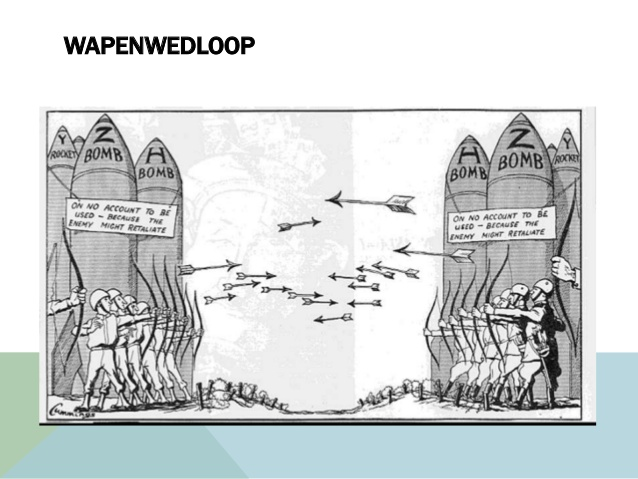 WAPENWEDLOOP
Y
ROCKET
Z
BOMB
H
BOMB
ON NO ACCOUNT TO BE
USED – BECAUSE THE
ENEMY MIGHT RETALIATE
H
BOMB
Z
BOMB
Y
ROCKET
ON NO ACCOUNT TO BE
USED – BECAUSE THE
ENEMY MIGHT RETALIATE
Cummings